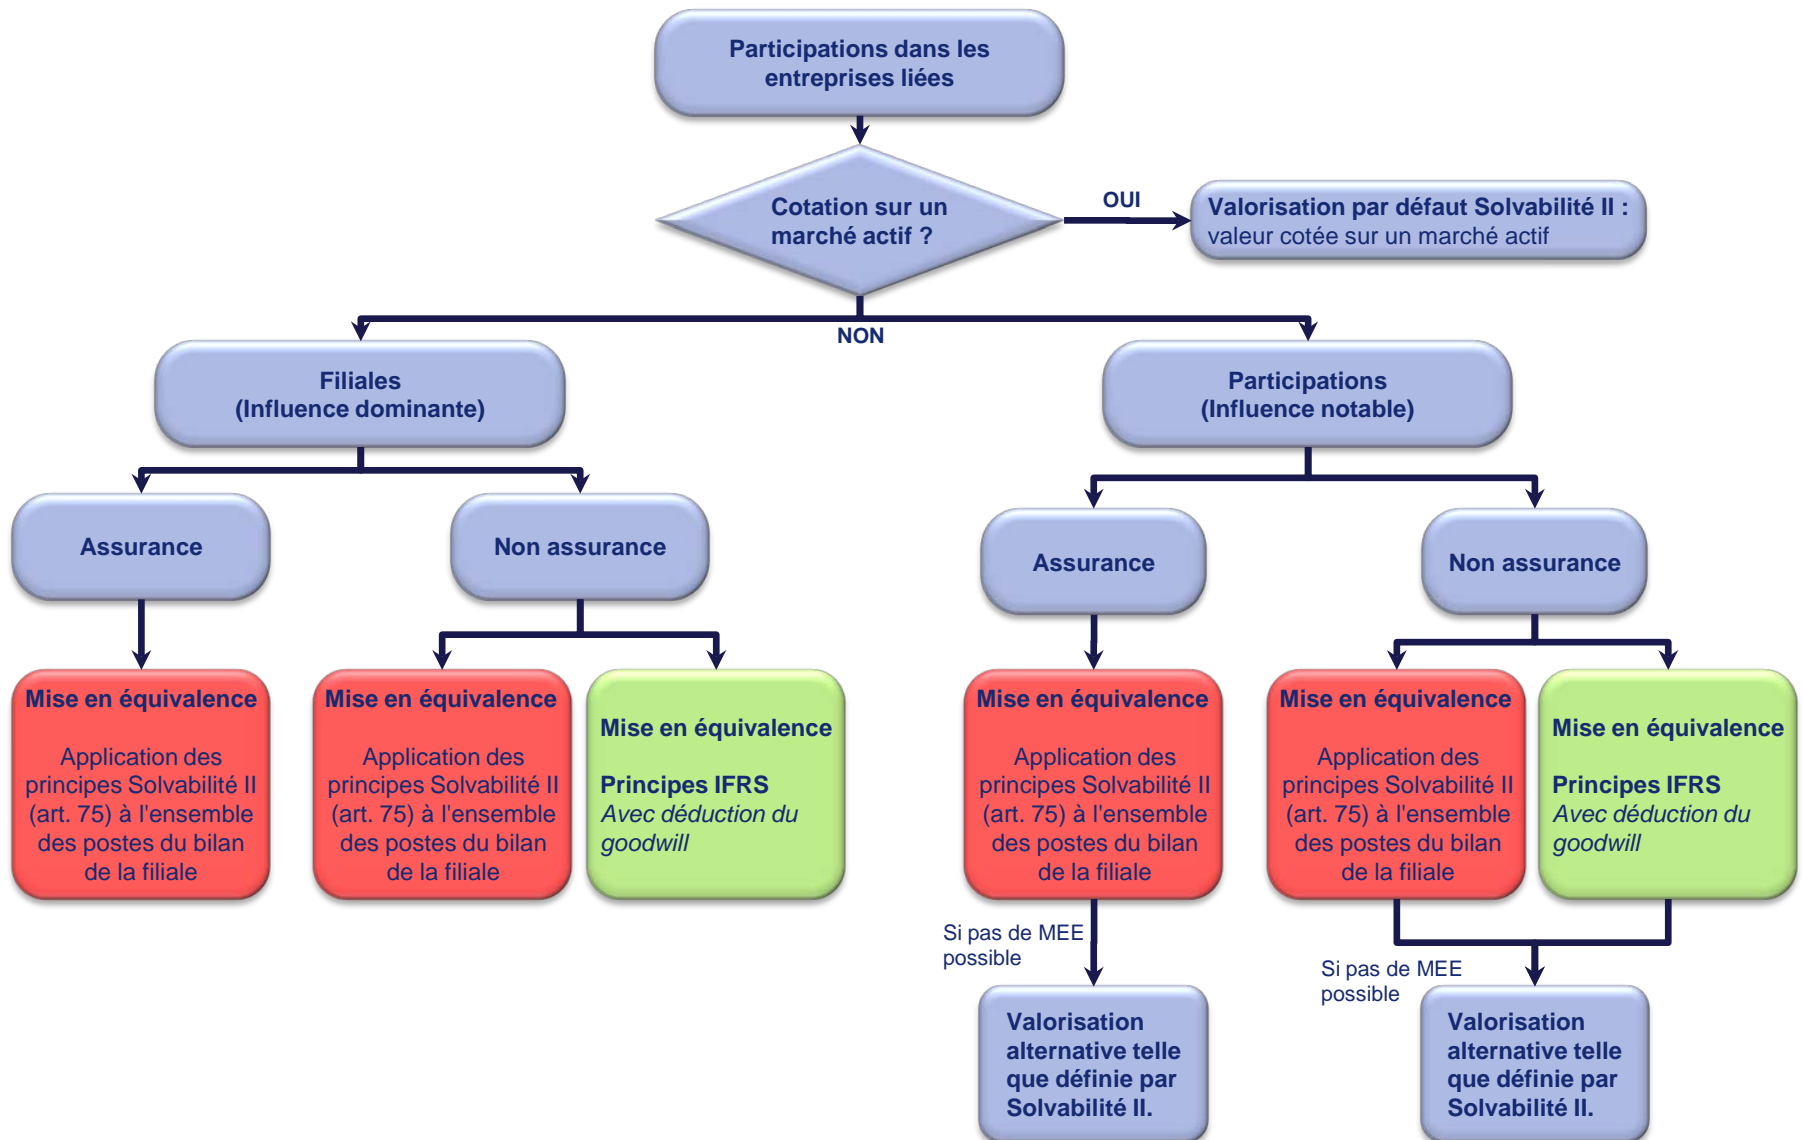 Participations dans les
entreprises liées
Cotation sur un
marché actif ?
OUI
Valorisation par défaut Solvabilité II :
valeur cotée sur un marché actif
NON
Filiales
(Influence dominante)
Participations
(Influence notable)
Assurance
Non assurance
Assurance
Non assurance
Mise en équivalence
Application des
principes Solvabilité II
(art. 75) à l'ensemble
des postes du bilan
de la filiale
Mise en équivalence
Application des
principes Solvabilité II
(art. 75) à l'ensemble
des postes du bilan
de la filiale
Mise en équivalence
Principes IFRS
Avec déduction du
goodwill
Mise en équivalence
Application des
principes Solvabilité II
(art. 75) à l'ensemble
des postes du bilan
de la filiale
Mise en équivalence
Application des
principes Solvabilité II
(art. 75) à l'ensemble
des postes du bilan
de la filiale
Mise en équivalence
Principes IFRS
Avec déduction du
goodwill
Si pas de MEE
possible
Si pas de MEE
possible
Valorisation
alternative telle
que définie par
Solvabilité II.
Valorisation
alternative telle
que définie par
Solvabilité II.